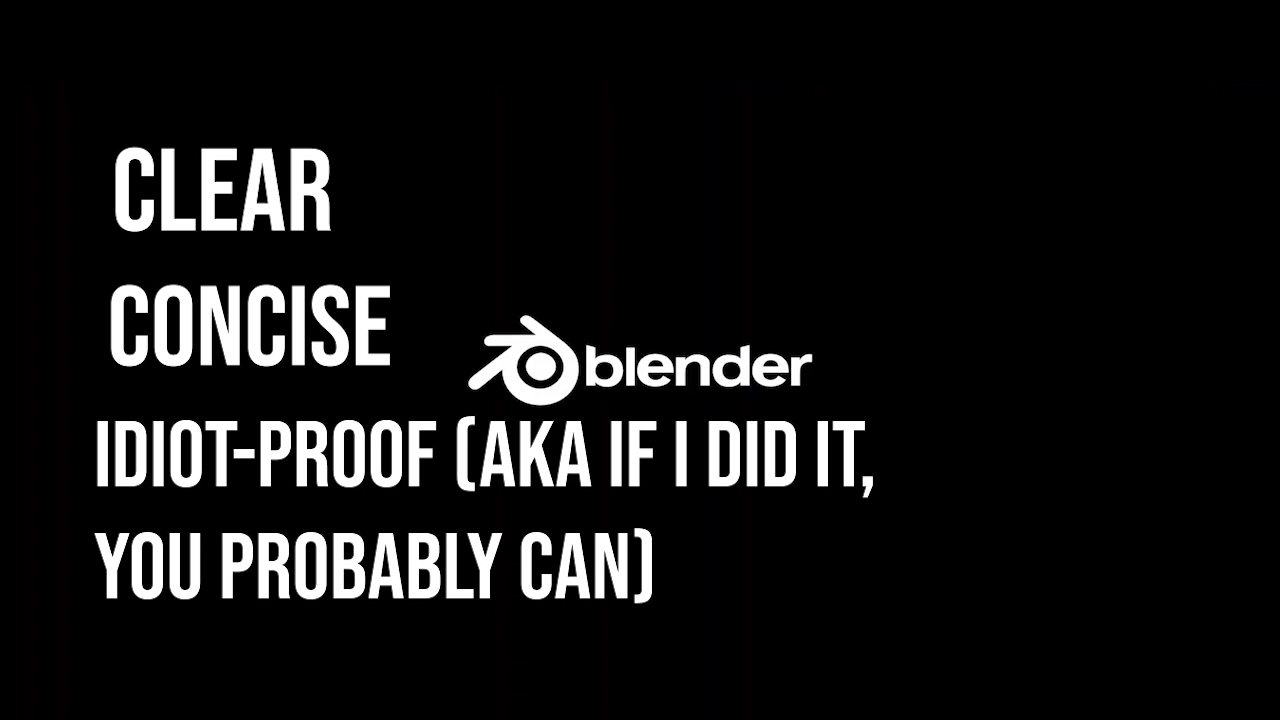 CLEAR
CONCISE
blender
IDIOT-PROOF (AKA IF I DID IT,
YOU PROBABLY CAN)